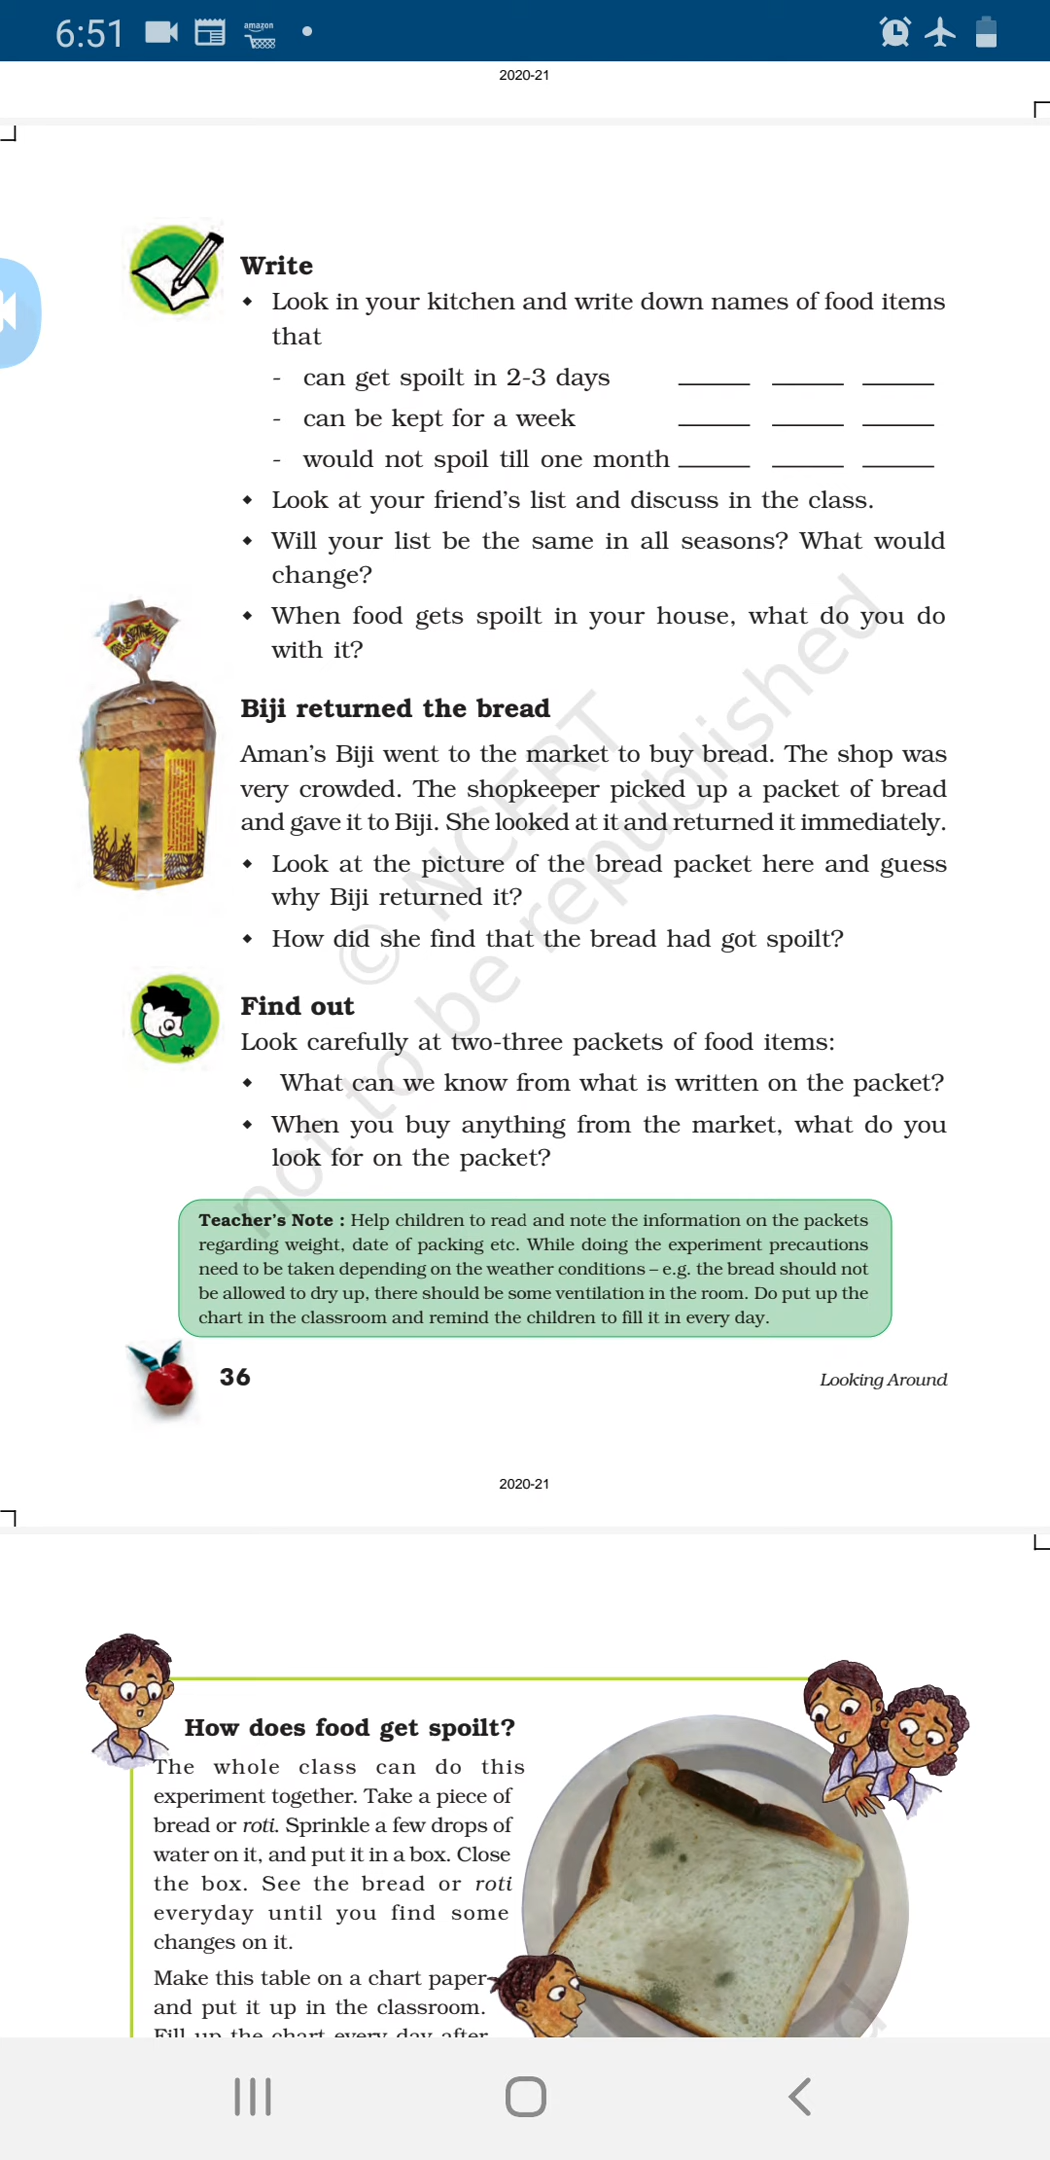 6:51
amazon
2020-21
Write
◆ Look in your kitchen and write down names of food items
that
- can get spoilt in 2-3 days
- can be kept for a week
- would not spoil till one month
◆ Look at your friend's list and discuss in the class.
◆ Will your list be the same in all seasons? What would
change?
◆ When food gets spoilt in your house, what do you do
with it?
Biji returned the bread
Aman's Biji went to the market to buy bread. The shop was
very crowded. The shopkeeper picked up a packet of bread
and gave it to Biji. She looked at it and returned it immediately.
◆ Look at the picture of the bread packet here and guess
why Biji returned it?
◆ How did she find that the bread had got spoilt?
Find out
Look carefully at two-three packets of food items:
◆ What can we know from what is written on the packet?
◆ When you buy anything from the market, what do you
look for on the packet?
© NCERT
not to be republished
Teacher's Note : Help children to read and note the information on the packets
regarding weight, date of packing etc. While doing the experiment precautions
need to be taken depending on the weather conditions – e.g. the bread should not
be allowed to dry up, there should be some ventilation in the room. Do put up the
chart in the classroom and remind the children to fill it in every day.
36
Looking Around
2020-21
How does food get spoilt?
The whole class can do this
experiment together. Take a piece of
bread or roti. Sprinkle a few drops of
water on it, and put it in a box. Close
the box. See the bread or roti
everyday until you find some
changes on it.
Make this table on a chart paper
and put it up in the classroom.
Fill up the chart every day after
d